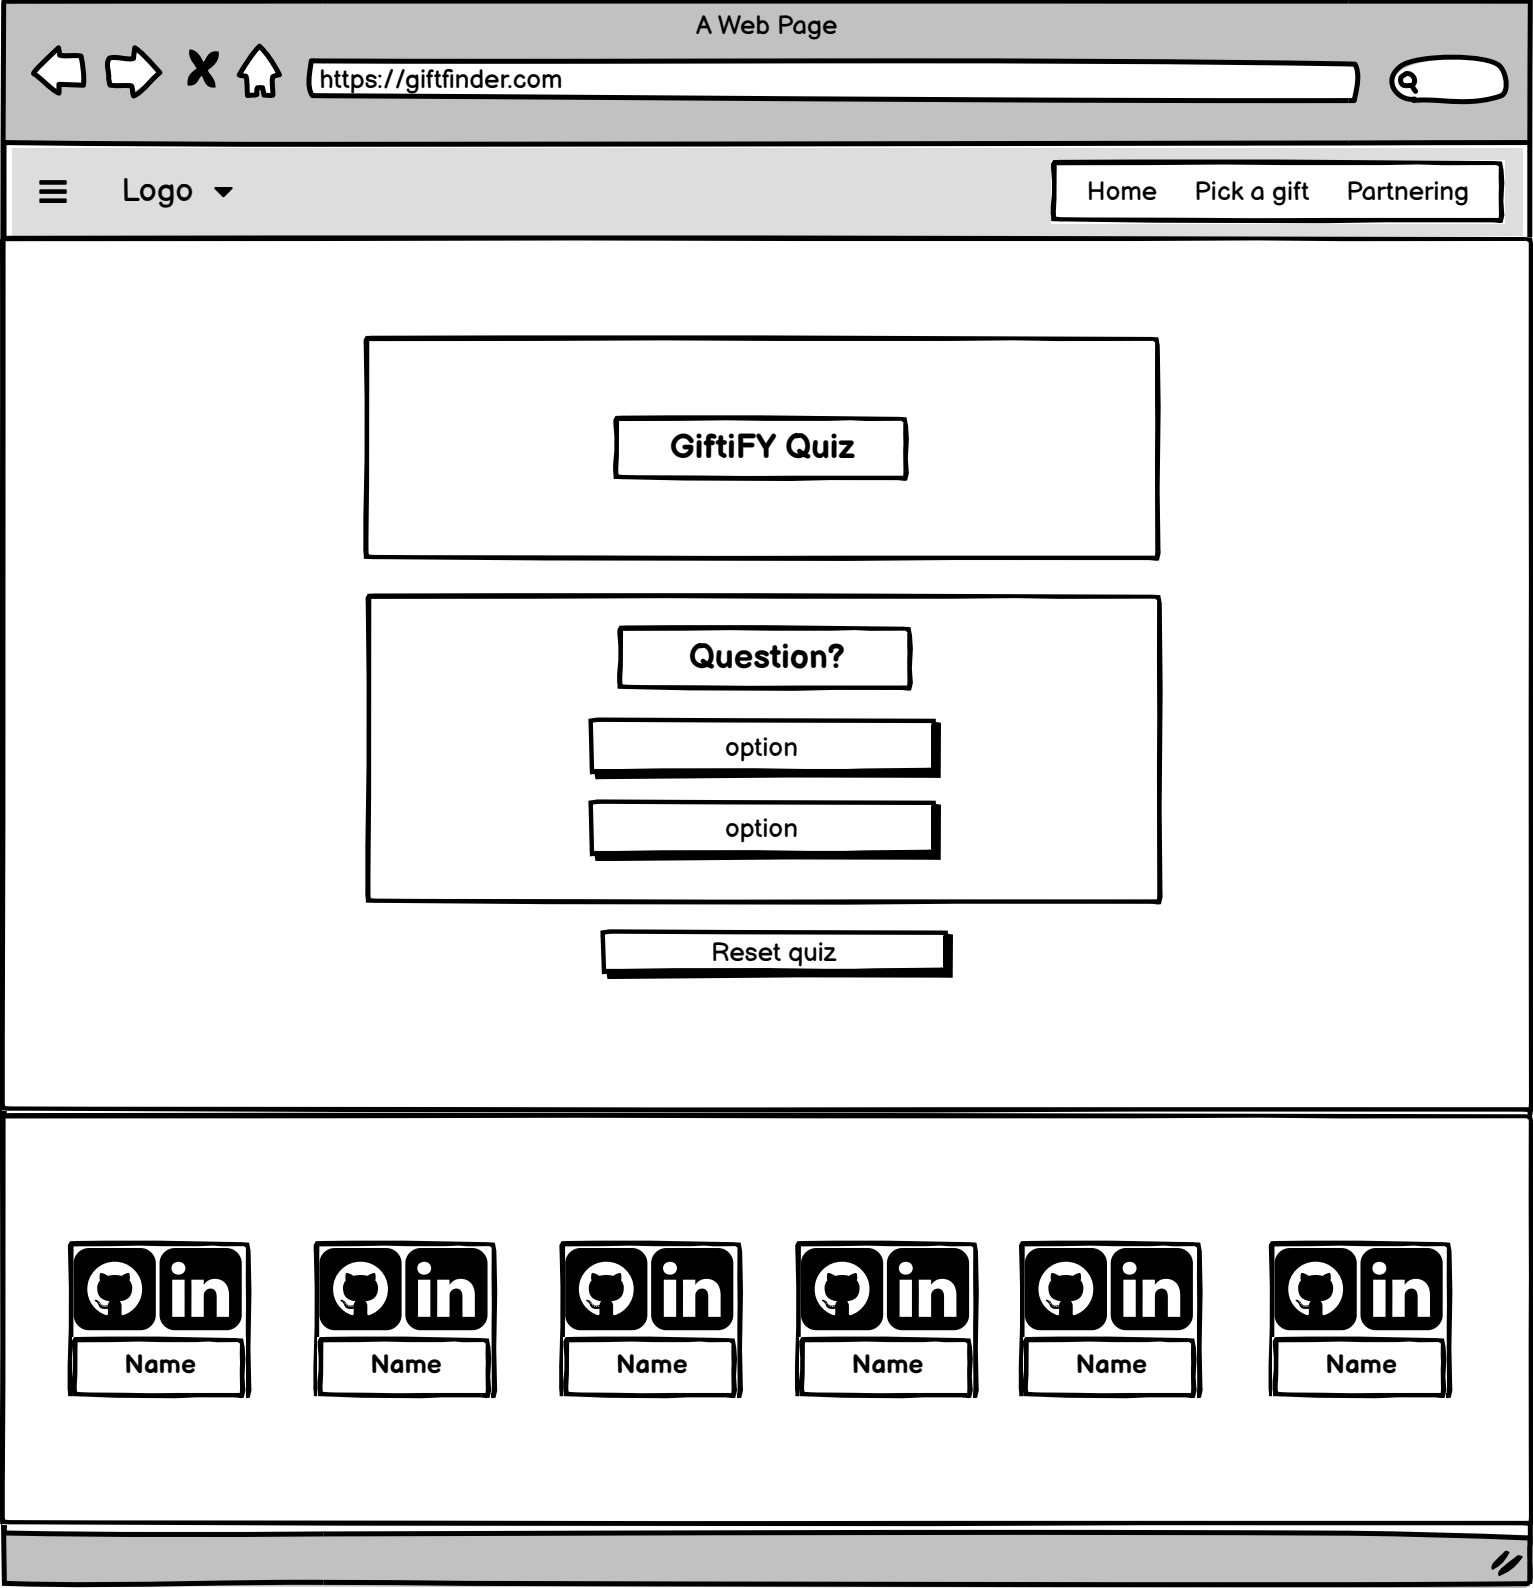 A Web Page
https://giftfinder.com
Logo
Home Pick a gift Partnering
GiftiFY Quiz
Question?
option
option
Reset quiz
in in in in in in
Name Name Name Name Name Name